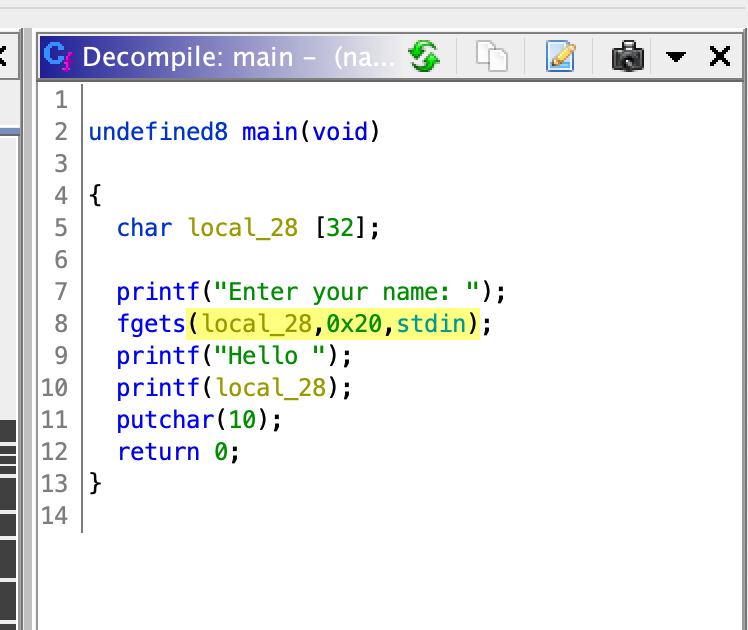 Decompile: main – (na...
1
2 undefined8 main(void)
3
4 {
5 char local_28 [32];
6
7 printf("Enter your name: ");
8 fgets(local_28,0x20,stdin);
9 printf("Hello ");
10 printf(local_28);
11 putchar(10);
12 return 0;
13 }
14